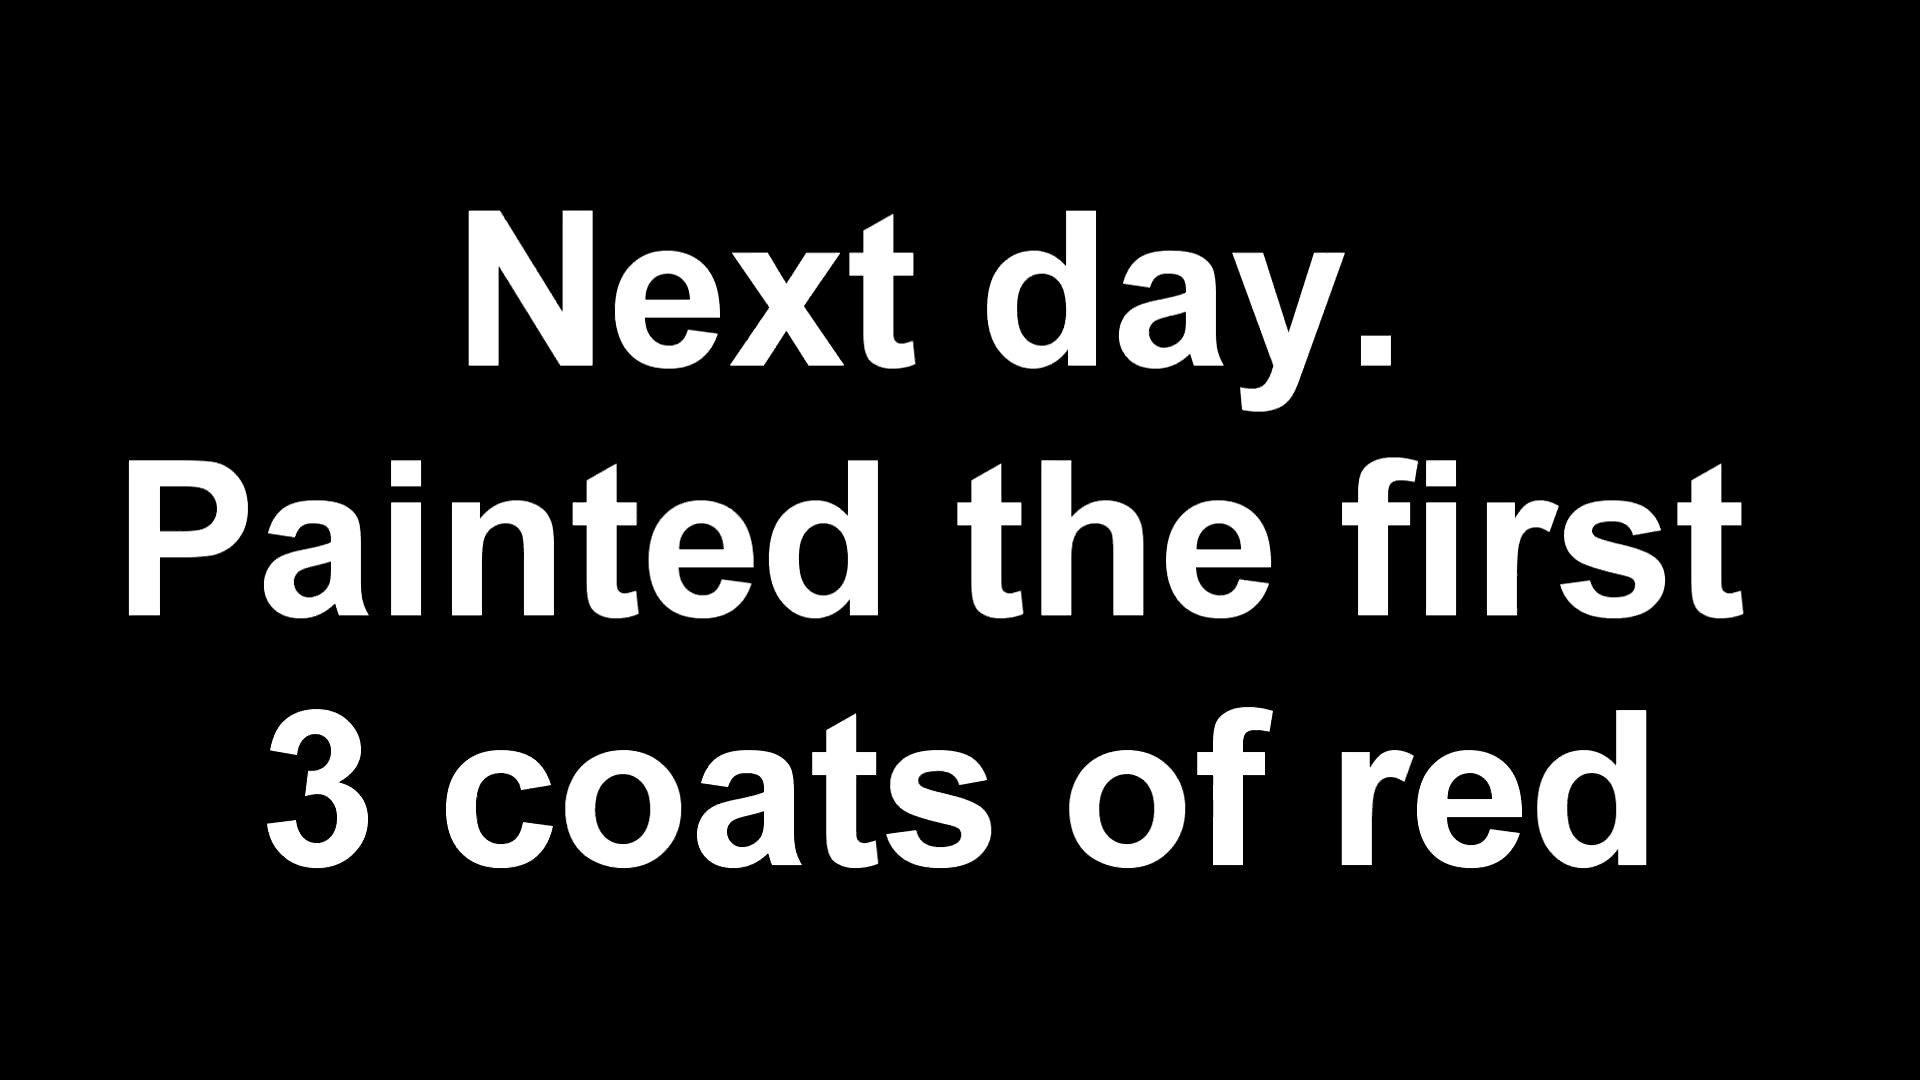 Next day.
Painted the first
3 coats of red